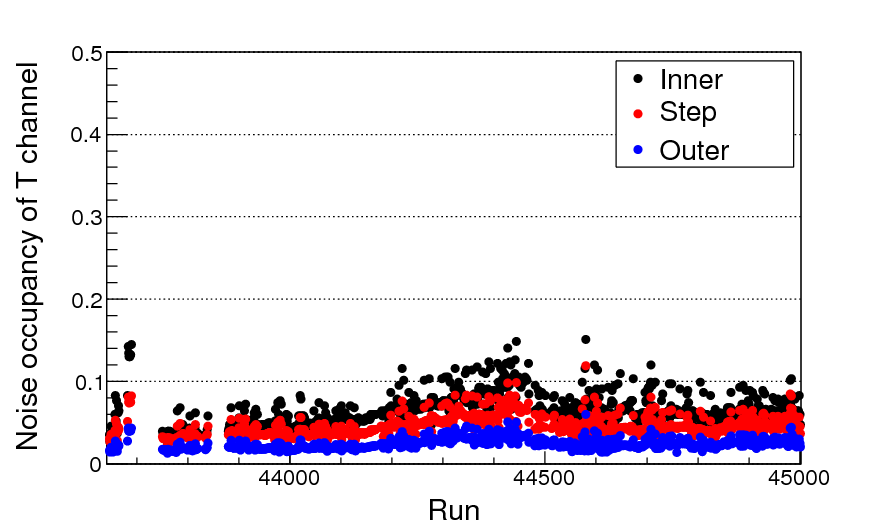 Noise occupancy of T channel
0.5
0.4
0.3
0.2
0.1
0
Inner
Step
Outer
44000
44500
45000
Run